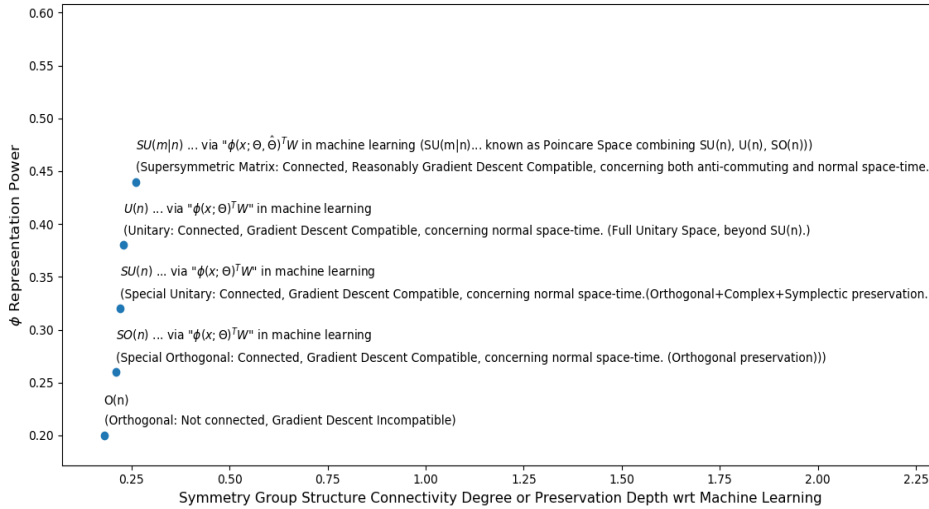 0.60
0.55
0.50
0.45
0.40
0.35
0.30
0.25
0.20
ϕ Representation Power
SU(m|n) ... via "ϕ(x; Θ, Θ̂)ᵀW in machine learning (SU(m|n)... known as Poincare Space combining SU(n), U(n), SO(n)))
(Supersymmetric Matrix: Connected, Reasonably Gradient Descent Compatible, concerning both anti-commuting and normal space-time.
U(n) ... via "ϕ(x; Θ)ᵀW" in machine learning
(Unitary: Connected, Gradient Descent Compatible, concerning normal space-time. (Full Unitary Space, beyond SU(n).)
SU(n) ... via "ϕ(x; Θ)ᵀW" in machine learning
(Special Unitary: Connected, Gradient Descent Compatible, concerning normal space-time.(Orthogonal+Complex+Symplectic preservation.
SO(n) ... via "ϕ(x; Θ)ᵀW" in machine learning
(Special Orthogonal: Connected, Gradient Descent Compatible, concerning normal space-time. (Orthogonal preservation)))
O(n)
(Orthogonal: Not connected, Gradient Descent Incompatible)
0.25 0.50 0.75 1.00 1.25 1.50 1.75 2.00 2.25
Symmetry Group Structure Connectivity Degree or Preservation Depth wrt Machine Learning